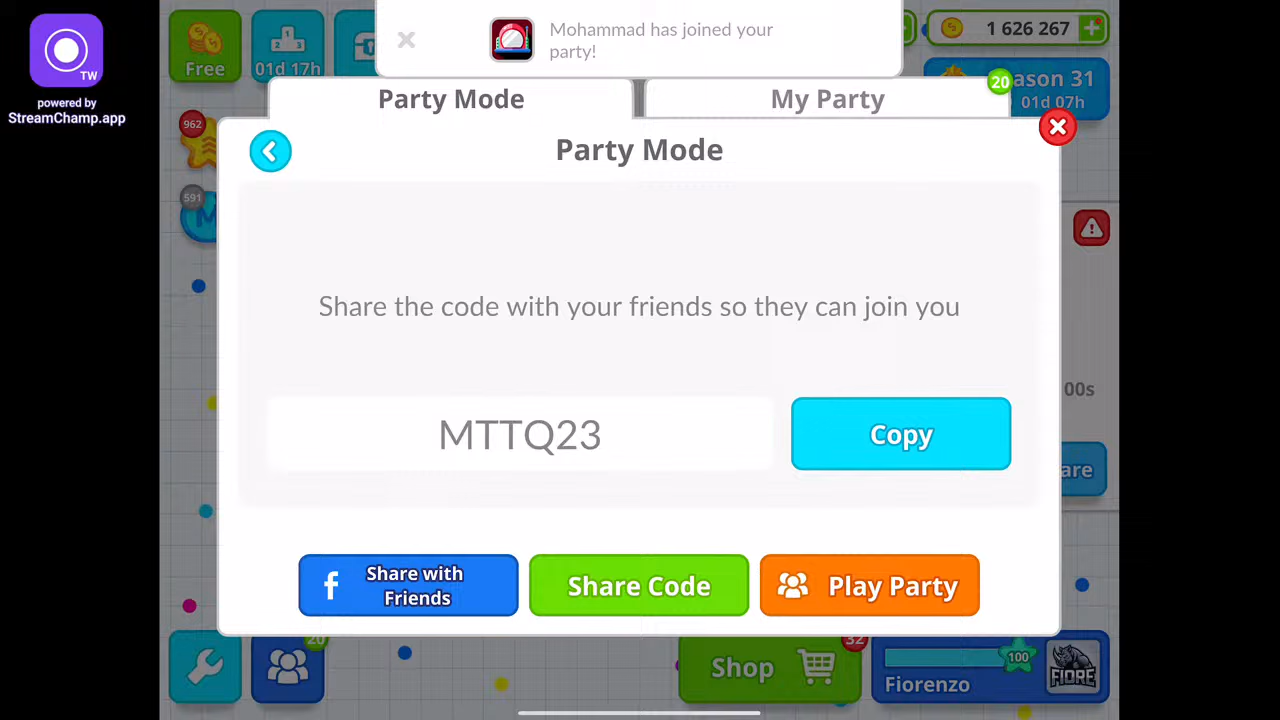 TW
powered by
StreamChamp.app
Free
01d 17h
Mohammad has joined your
party!
1 626 267
Party Mode
My Party
20
ason 31
01d 07h
962
591
M
Party Mode
Share the code with your friends so they can join you
00s
MTTQ23
Copy
are
Share with
Friends
Share Code
Play Party
20
Shop
32
100
Fiorenzo
FIORE